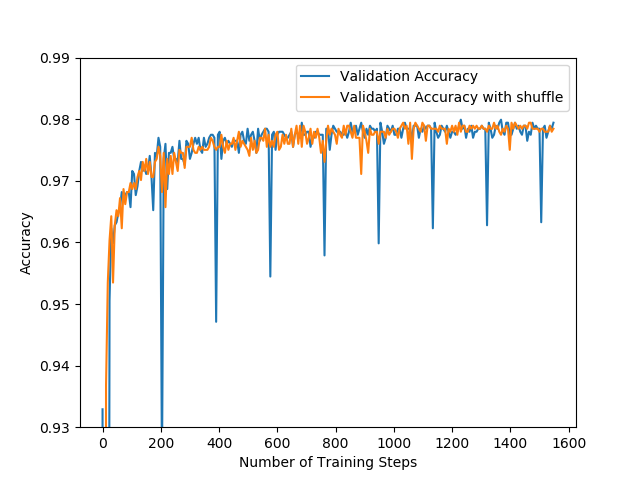 0.99
0.98
0.97
0.96
0.95
0.94
0.93
Accuracy
Validation Accuracy
Validation Accuracy with shuffle
0 200 400 600 800 1000 1200 1400 1600
Number of Training Steps